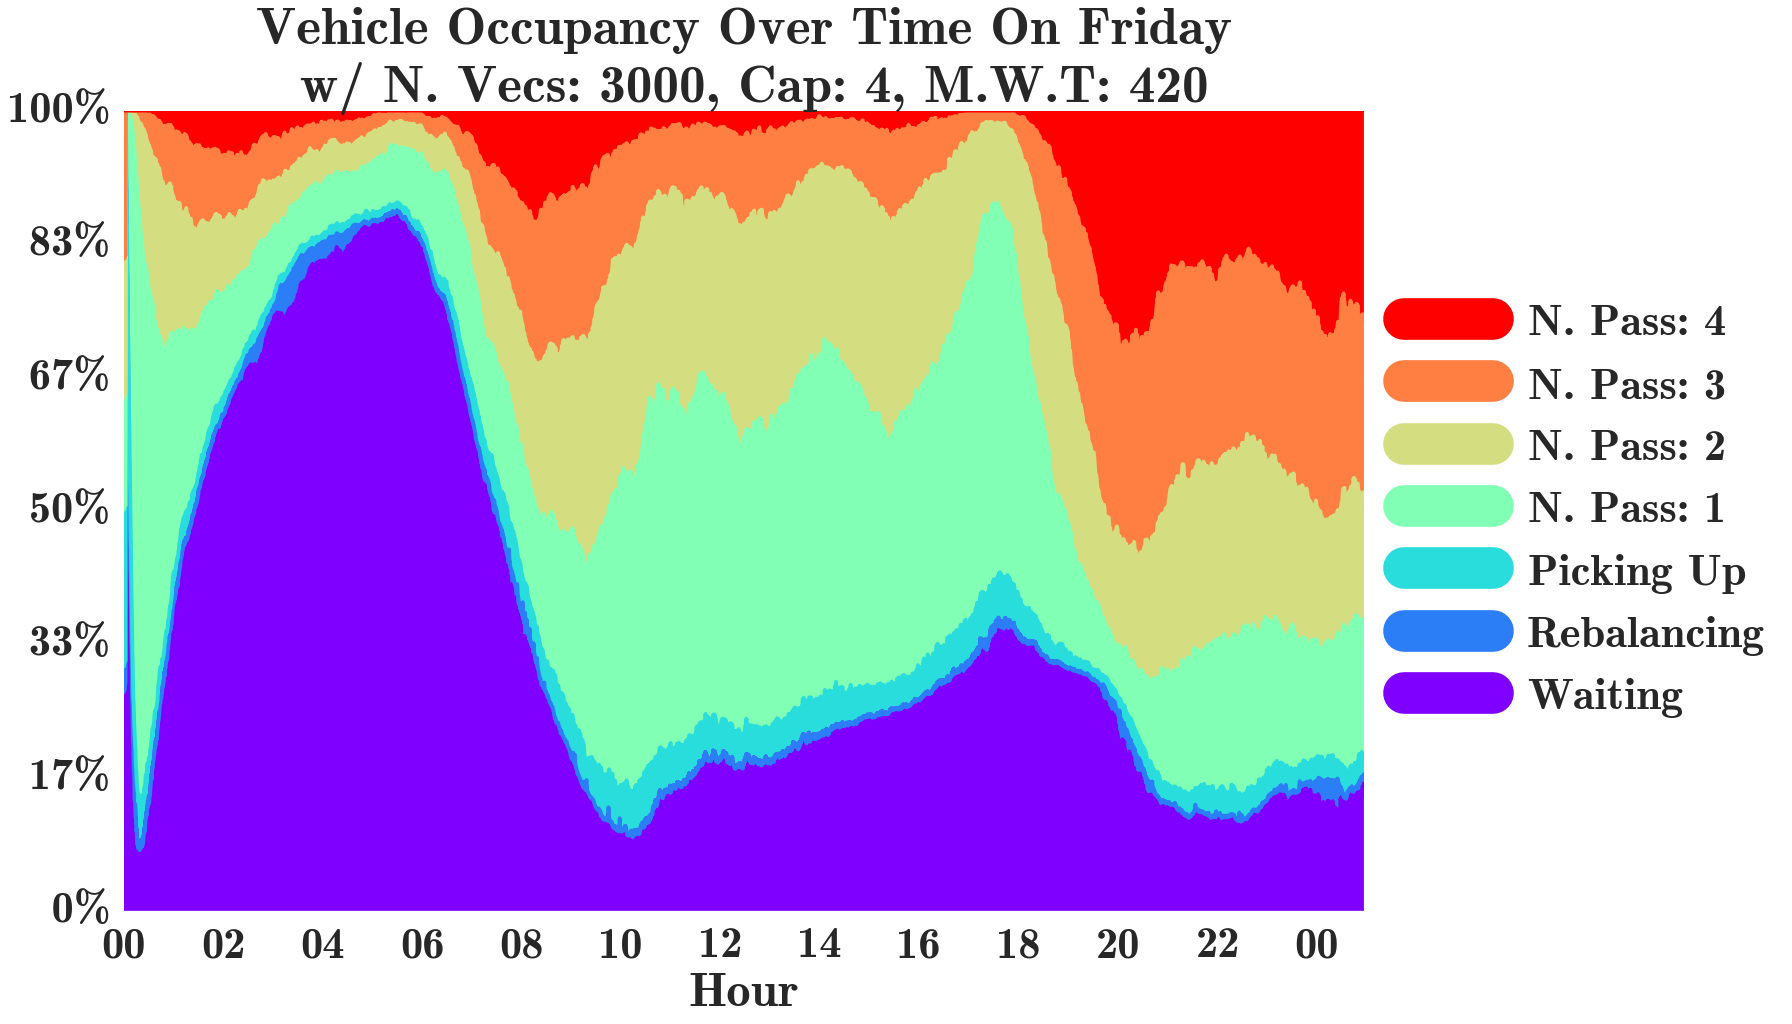 Vehicle Occupancy Over Time On Friday
w/ N. Vecs: 3000, Cap: 4, M.W.T: 420
100%
83%
67%
50%
33%
17%
0%
00 02 04 06 08 10 12 14 16 18 20 22 00
Hour
N. Pass: 4
N. Pass: 3
N. Pass: 2
N. Pass: 1
Picking Up
Rebalancing
Waiting